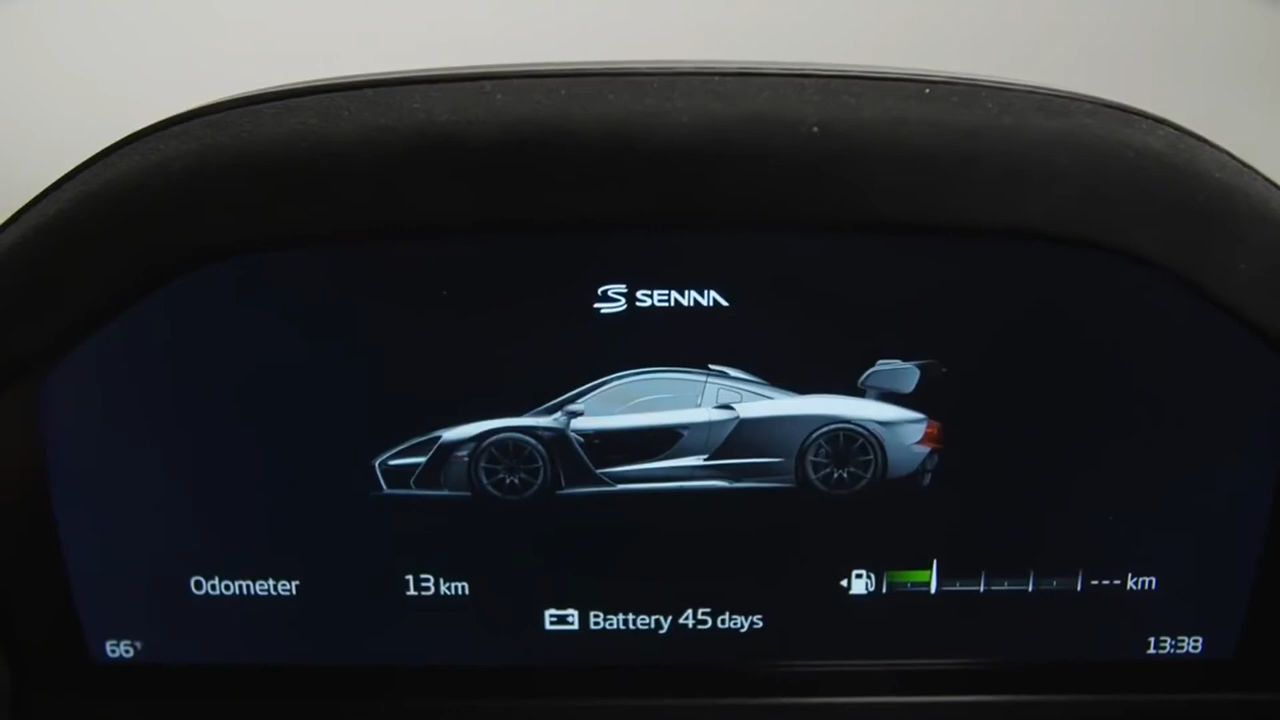 SENNA
Odometer 13 km
--- km
Battery 45 days
66°F
13:38